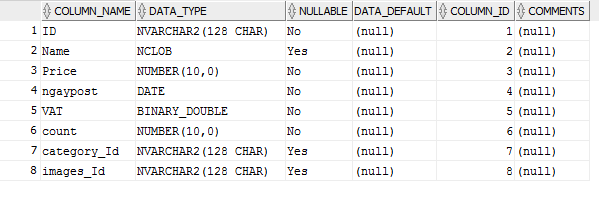 COLUMN_NAME DATA_TYPE NULLABLE DATA_DEFAULT COLUMN_ID COMMENTS
1 ID NVARCHAR2(128 CHAR) No (null) 1 (null)
2 Name NCLOB Yes (null) 2 (null)
3 Price NUMBER(10,0) No (null) 3 (null)
4 ngaypost DATE No (null) 4 (null)
5 VAT BINARY_DOUBLE No (null) 5 (null)
6 count NUMBER(10,0) No (null) 6 (null)
7 category_Id NVARCHAR2(128 CHAR) Yes (null) 7 (null)
8 images_Id NVARCHAR2(128 CHAR) Yes (null) 8 (null)